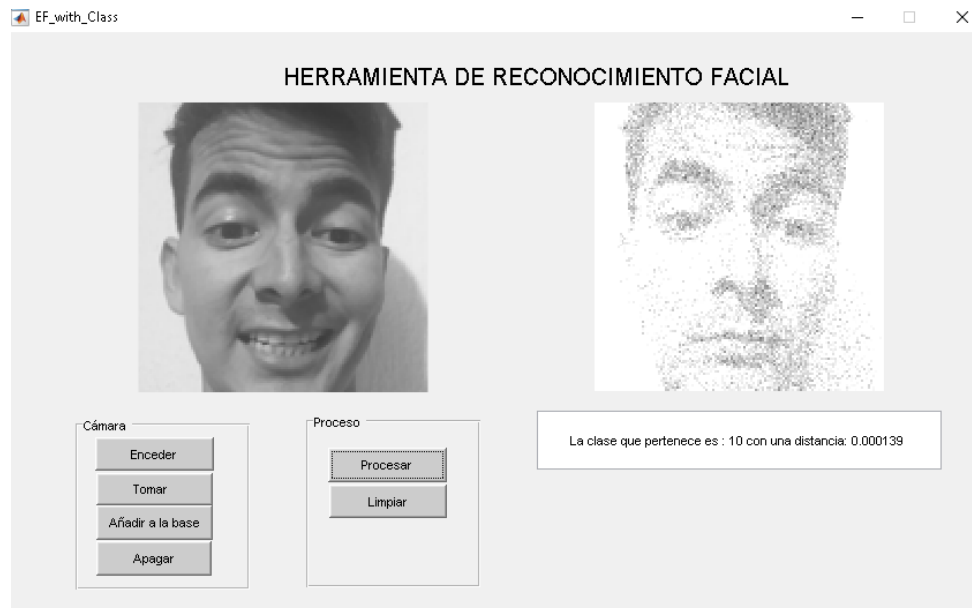 EF_with_Class
HERRAMIENTA DE RECONOCIMIENTO FACIAL
Cámara
Enceder
Tomar
Añadir a la base
Apagar
Proceso
Procesar
Limpiar
La clase que pertenece es : 10 con una distancia: 0.000139